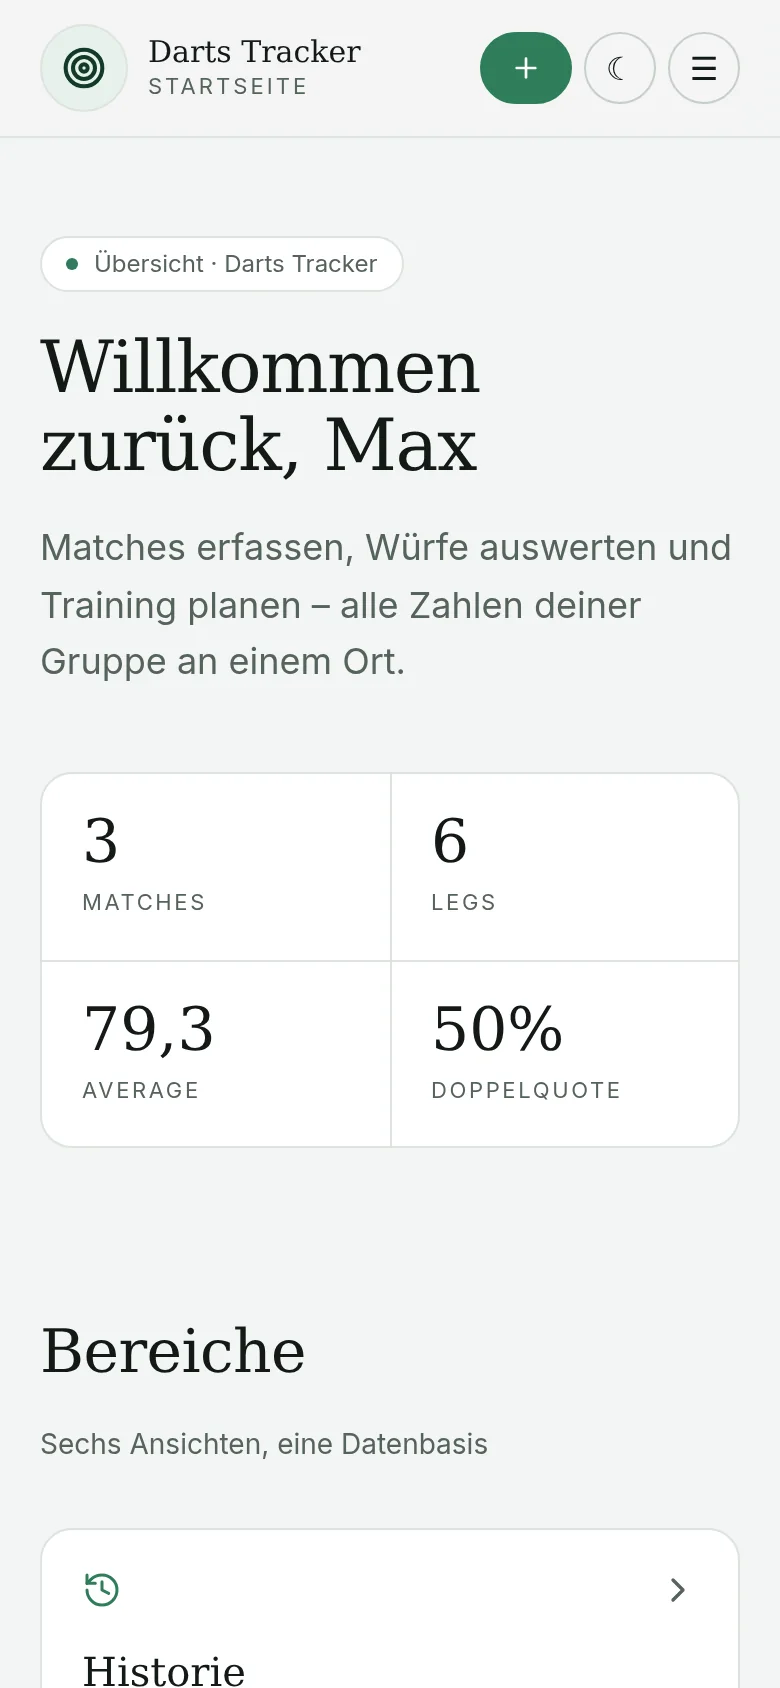 Darts Tracker
STARTSEITE
Übersicht · Darts Tracker
Willkommen
zurück, Max
Matches erfassen, Würfe auswerten und
Training planen – alle Zahlen deiner
Gruppe an einem Ort.
3
MATCHES
6
LEGS
79,3
AVERAGE
50%
DOPPELQUOTE
Bereiche
Sechs Ansichten, eine Datenbasis
Historie